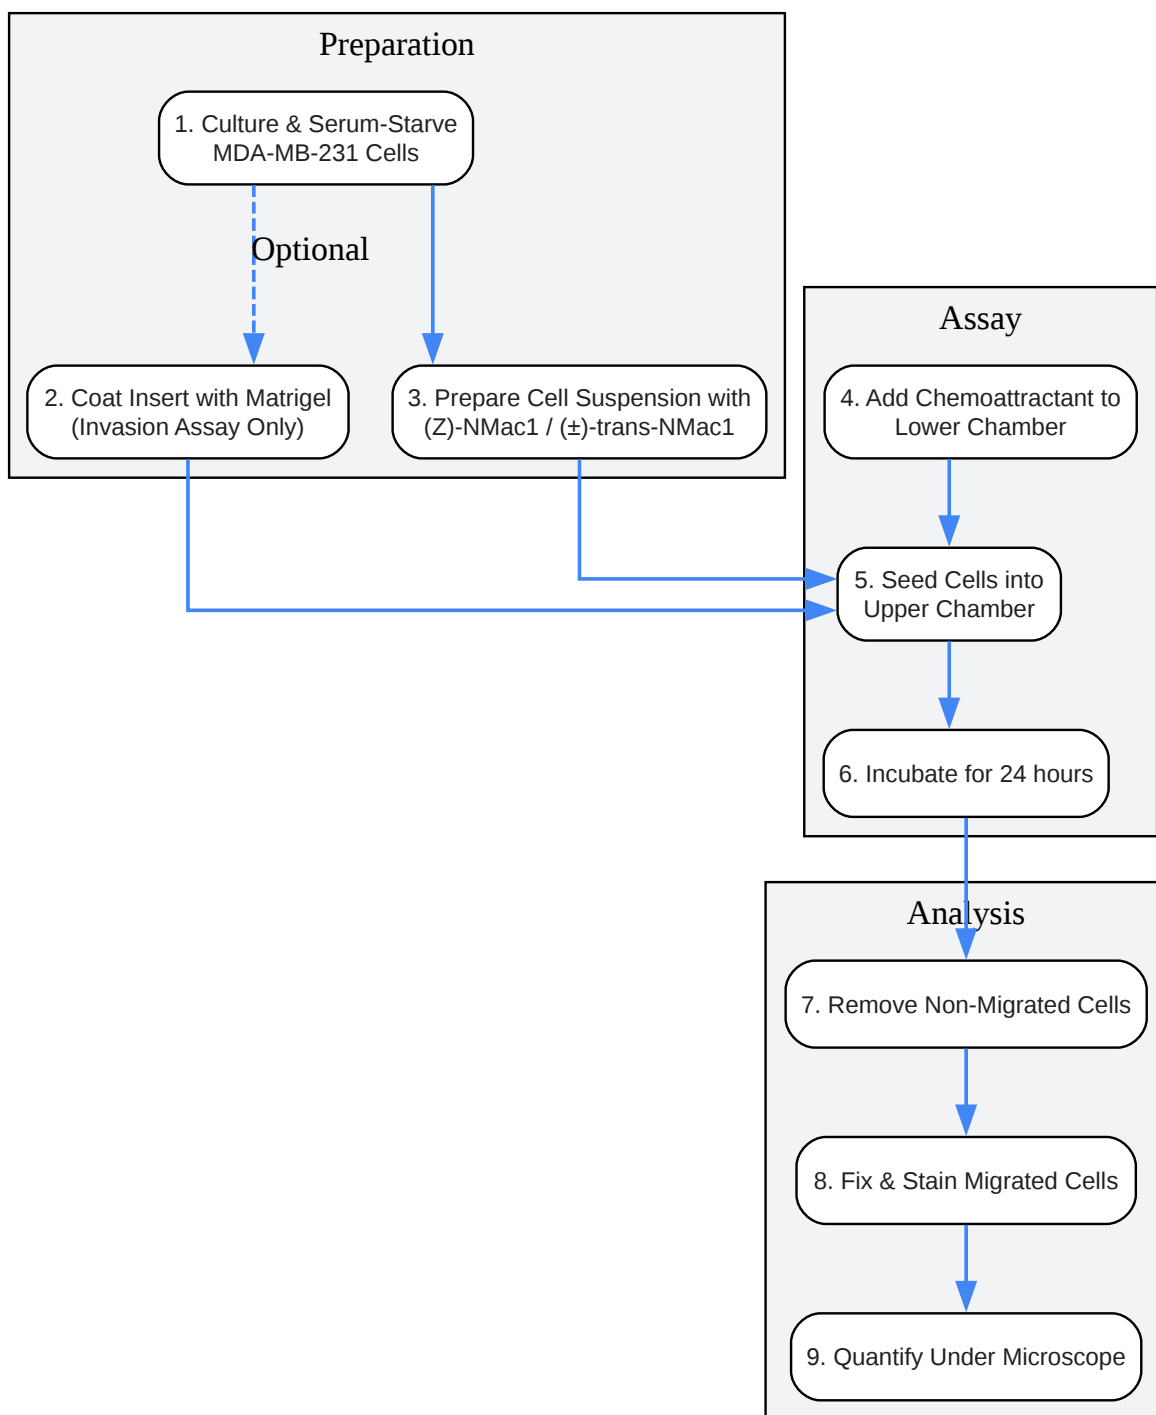 Preparation
1. Culture & Serum-Starve
MDA-MB-231 Cells
Optional
2. Coat Insert with Matrigel
(Invasion Assay Only)
3. Prepare Cell Suspension with
(Z)-NMac1 / (±)-trans-NMac1
Assay
4. Add Chemoattractant to
Lower Chamber
5. Seed Cells into
Upper Chamber
6. Incubate for 24 hours
Analysis
7. Remove Non-Migrated Cells
8. Fix & Stain Migrated Cells
9. Quantify Under Microscope